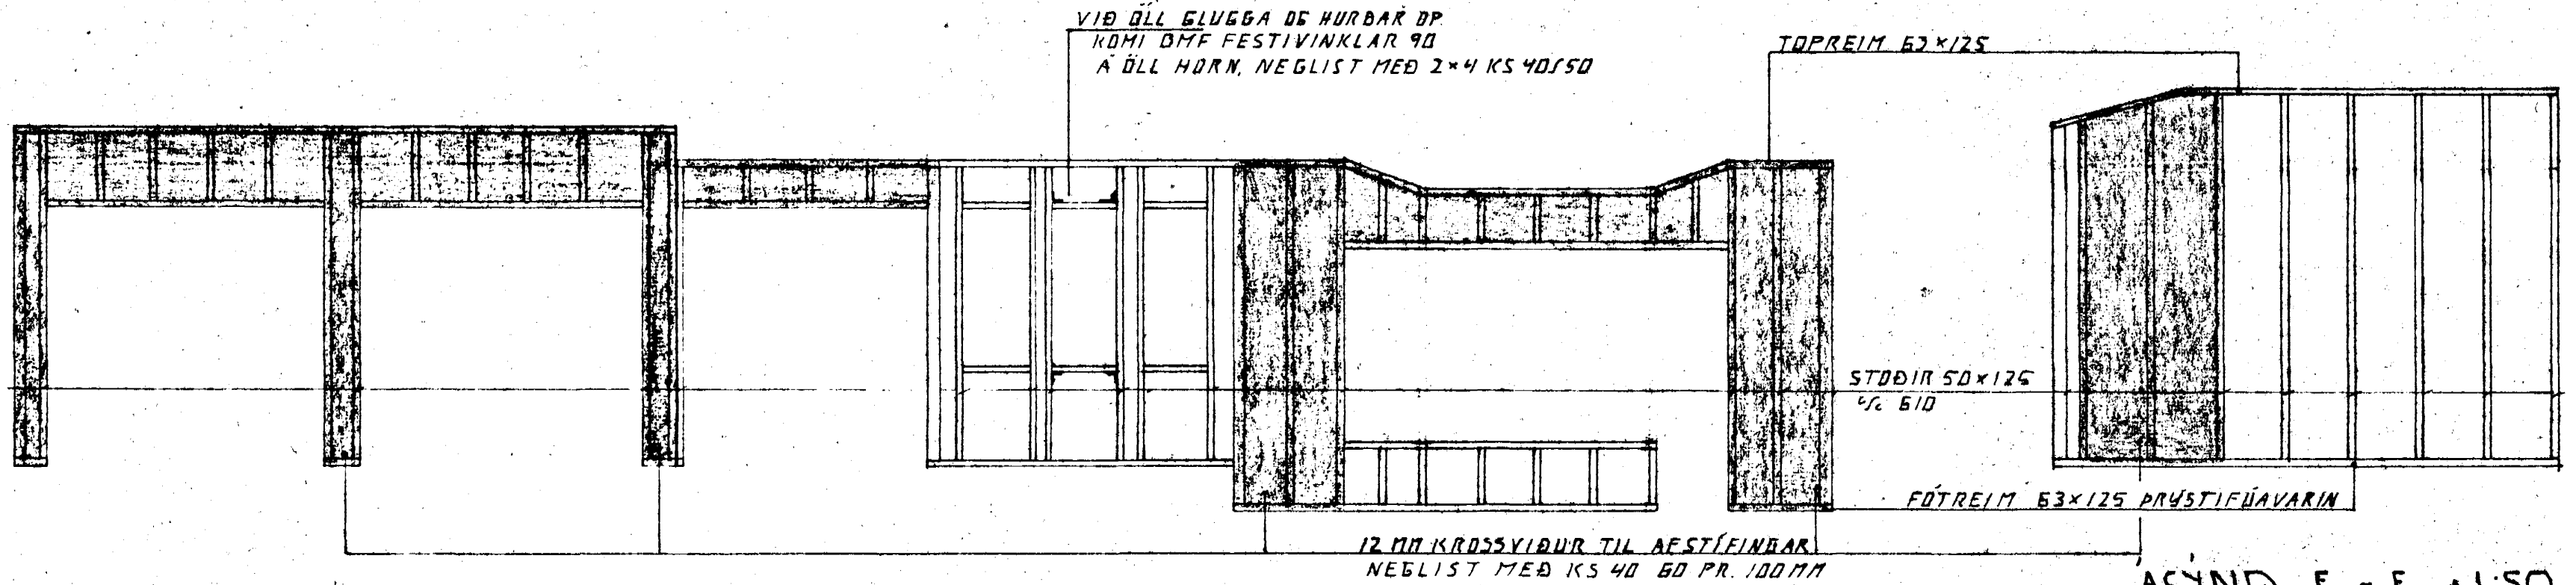 VIÐ ÖLL GLUGGA OG HURÐAR OP.
KOMI BMF FESTIVINKLAR 90
Á ÖLL HORN, NEGLIST MEÐ 2×4 KS 40/50
TOPREIM 63×125
STOÐIR 50×125
c/c 610
FÓTREIM 63×125 ÞRÝSTIFÚAVARIN
12 MM KROSSVIÐUR TIL AFSTÍFINGAR
NEGLIST MEÐ KS 40 60 PR. 100 MM
ÁSÝND
1:50